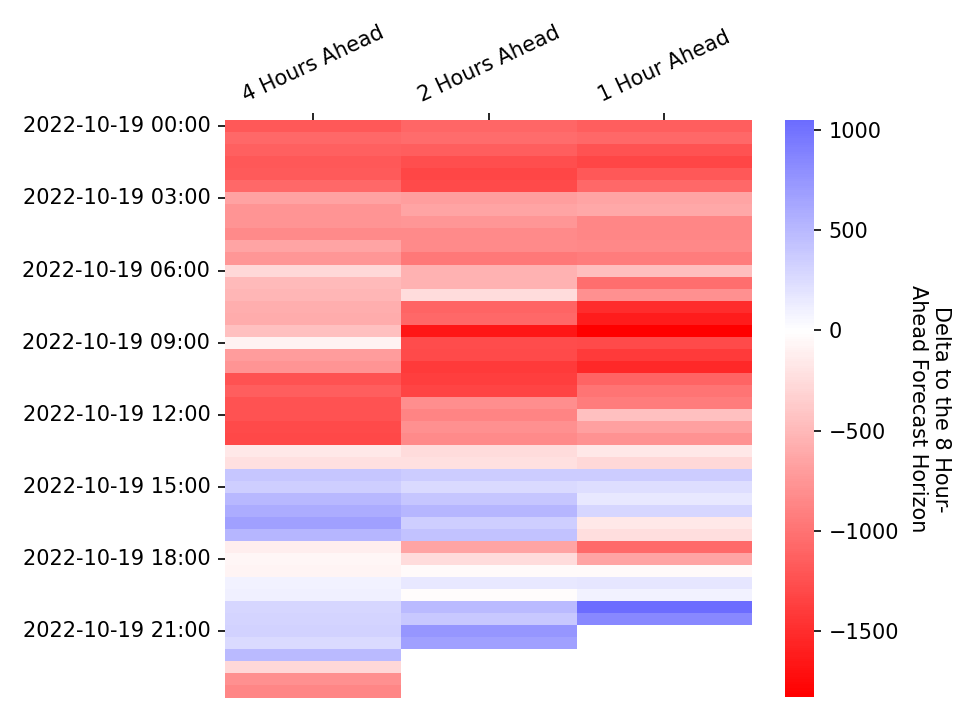 4 Hours Ahead
2 Hours Ahead
1 Hour Ahead
2022-10-19 00:00
2022-10-19 03:00
2022-10-19 06:00
2022-10-19 09:00
2022-10-19 12:00
2022-10-19 15:00
2022-10-19 18:00
2022-10-19 21:00
1000
500
0
−500
−1000
−1500
Delta to the 8 Hour-
Ahead Forecast Horizon